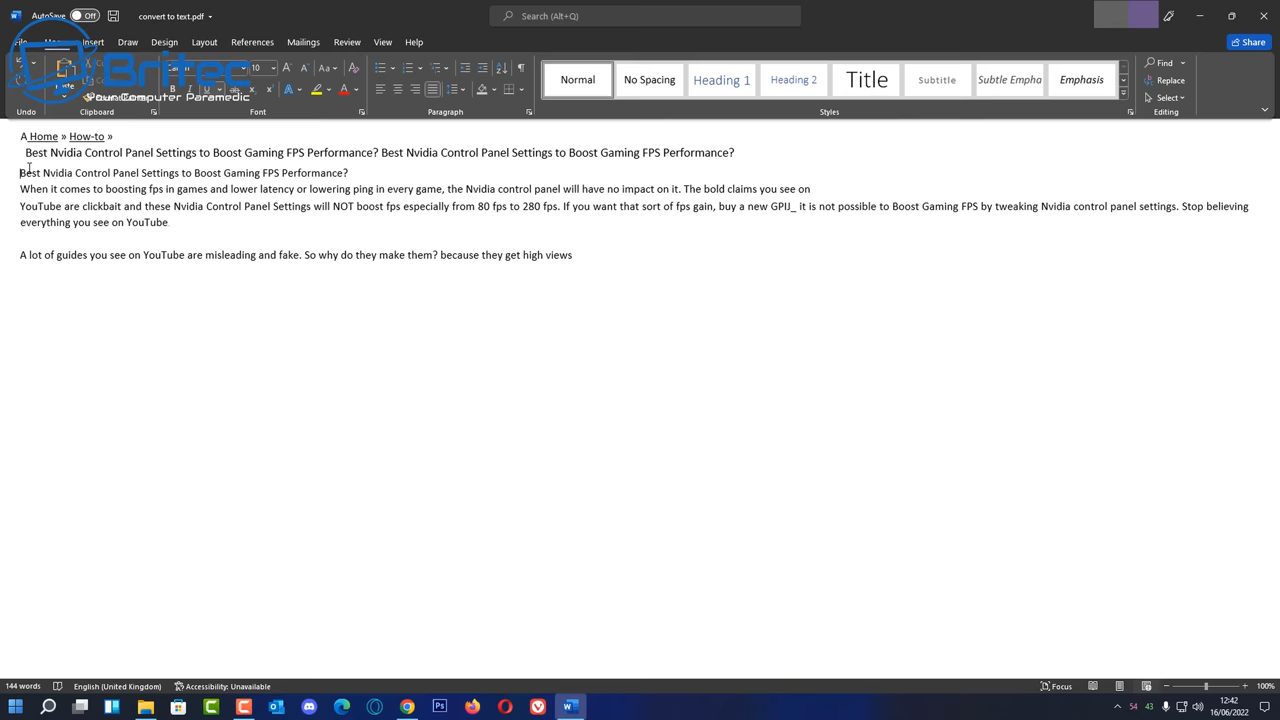 AutoSave Off convert to text.pdf Search (Alt+Q)
Insert Draw Design Layout References Mailings Review View Help Share
Britec
Your Computer Paramedic
10 Aa
Normal No Spacing Heading 1 Heading 2 Title Subtitle Subtle Empha Emphasis
Find
Replace
Select
Undo Clipboard Font Paragraph Styles Editing
A Home » How-to »
Best Nvidia Control Panel Settings to Boost Gaming FPS Performance? Best Nvidia Control Panel Settings to Boost Gaming FPS Performance?
Best Nvidia Control Panel Settings to Boost Gaming FPS Performance?
When it comes to boosting fps in games and lower latency or lowering ping in every game, the Nvidia control panel will have no impact on it. The bold claims you see on
YouTube are clickbait and these Nvidia Control Panel Settings will NOT boost fps especially from 80 fps to 280 fps. If you want that sort of fps gain, buy a new GPIJ_ it is not possible to Boost Gaming FPS by tweaking Nvidia control panel settings. Stop believing
everything you see on YouTube.
A lot of guides you see on YouTube are misleading and fake. So why do they make them? because they get high views
144 words English (United Kingdom) Accessibility: Unavailable Focus 100%
54 43 12:42
16/06/2022